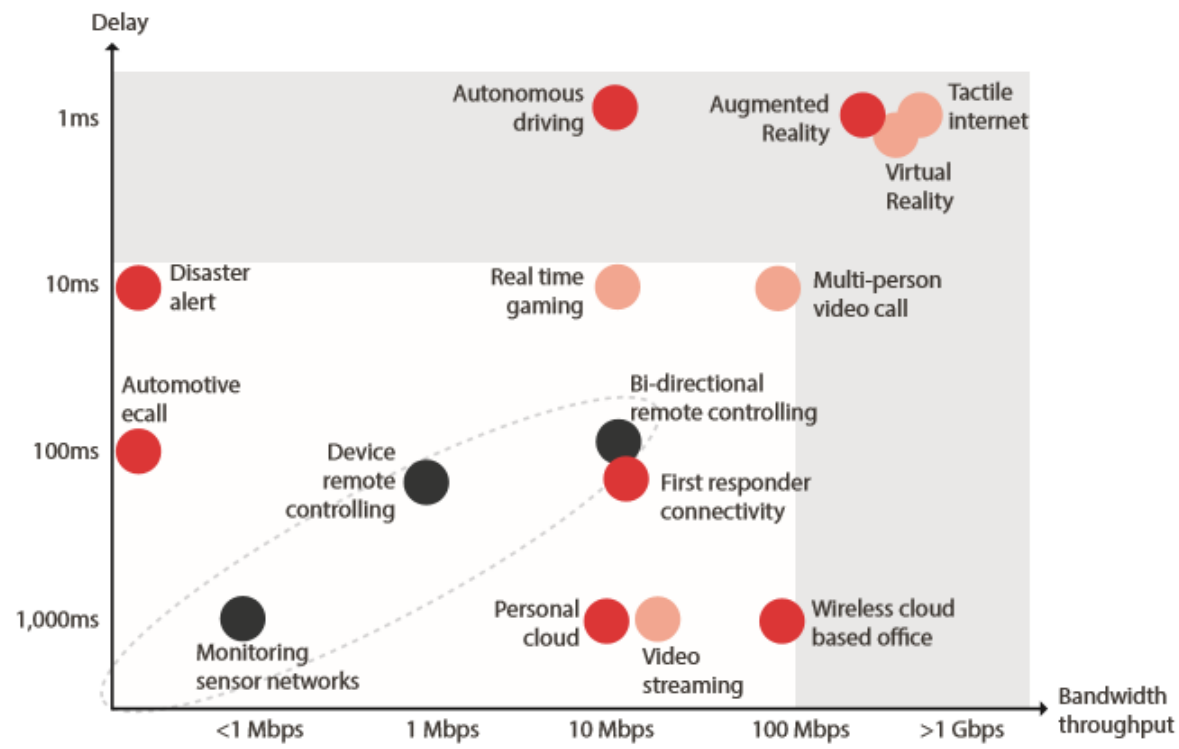 Delay
Autonomous
driving
Augmented
Reality
Tactile
internet
1ms
Virtual
Reality
Disaster
alert
10ms
Real time
gaming
Multi-person
video call
Automotive
ecall
Bi-directional
remote controlling
100ms
Device
remote
controlling
First responder
connectivity
1,000ms
Personal
cloud
Wireless cloud
based office
Monitoring
sensor networks
Video
streaming
Bandwidth
throughput
<1 Mbps
1 Mbps
10 Mbps
100 Mbps
>1 Gbps